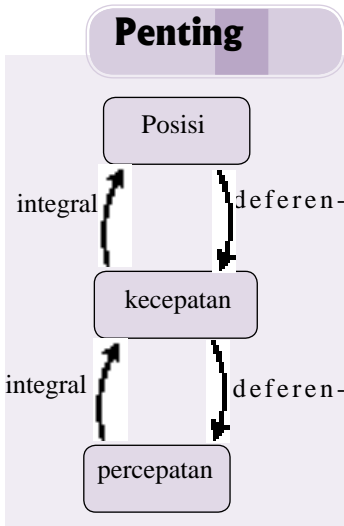 Penting
Posisi
integral
deferen-
kecepatan
integral
deferen-
percepatan